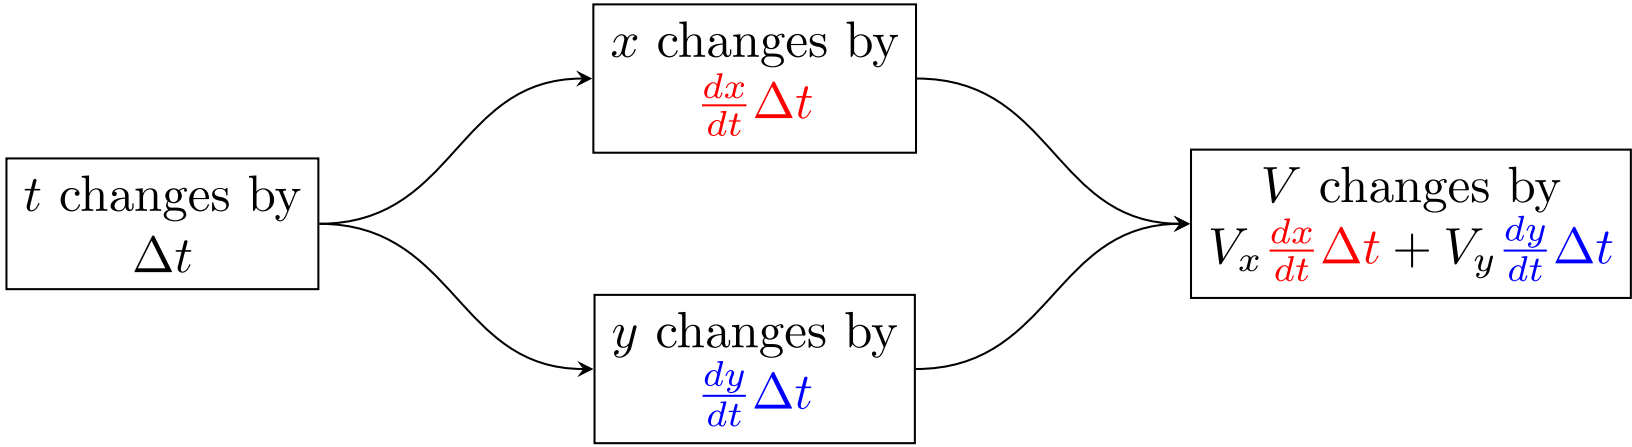 t changes by
Δt
x changes by
dx/dt Δt
y changes by
dy/dt Δt
V changes by
V_x dx/dt Δt + V_y dy/dt Δt